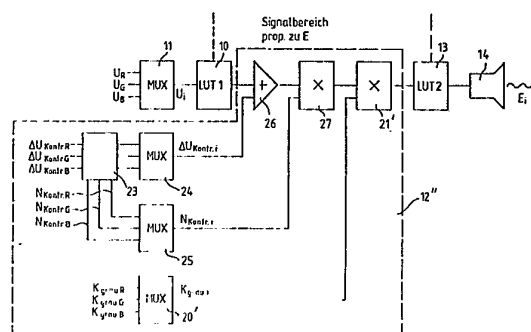 Signalbereich
prop. zu E
11
10
13
14
U_R
U_G
U_B
MUX
U_i
LUT 1
+
26
×
27
×
21'
LUT2
E_i
ΔU_Kontr.R
ΔU_Kontr.G
ΔU_Kontr.B
23
MUX
24
ΔU_Kontr.i
N_Kontr.R
N_Kontr.G
N_Kontr.B
MUX
25
N_Kontr.i
12''
K_grau R
K_grau G
K_grau B
MUX
20'
K_grau i